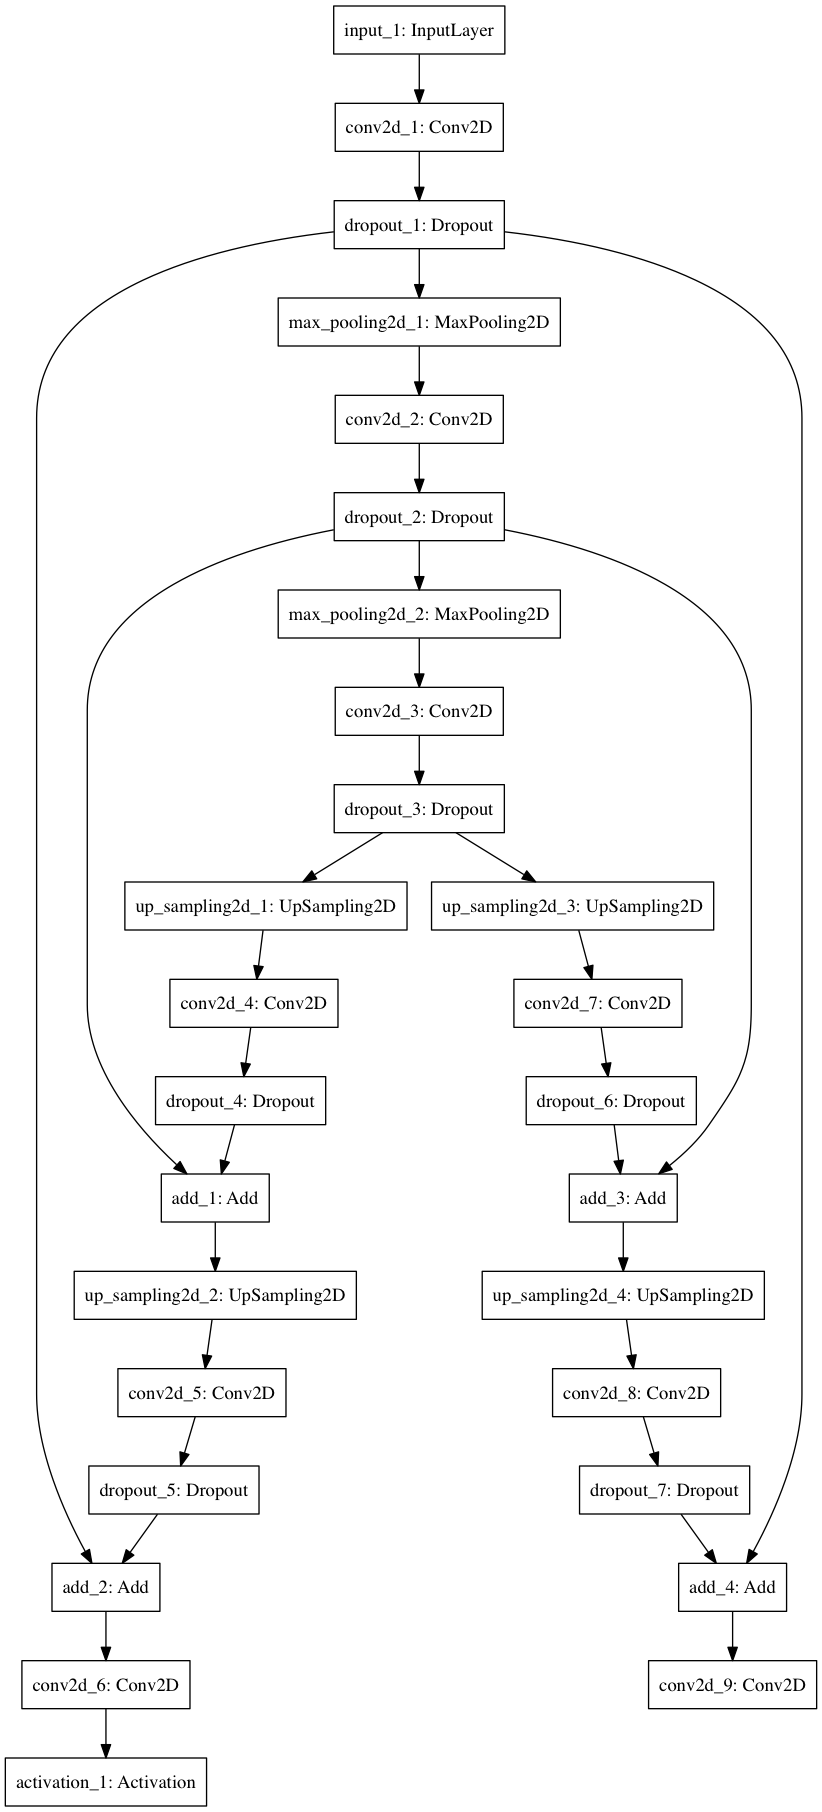 input_1: InputLayer
conv2d_1: Conv2D
dropout_1: Dropout
max_pooling2d_1: MaxPooling2D
conv2d_2: Conv2D
dropout_2: Dropout
max_pooling2d_2: MaxPooling2D
conv2d_3: Conv2D
dropout_3: Dropout
up_sampling2d_1: UpSampling2D
up_sampling2d_3: UpSampling2D
conv2d_4: Conv2D
conv2d_7: Conv2D
dropout_4: Dropout
dropout_6: Dropout
add_1: Add
add_3: Add
up_sampling2d_2: UpSampling2D
up_sampling2d_4: UpSampling2D
conv2d_5: Conv2D
conv2d_8: Conv2D
dropout_5: Dropout
dropout_7: Dropout
add_2: Add
add_4: Add
conv2d_6: Conv2D
conv2d_9: Conv2D
activation_1: Activation